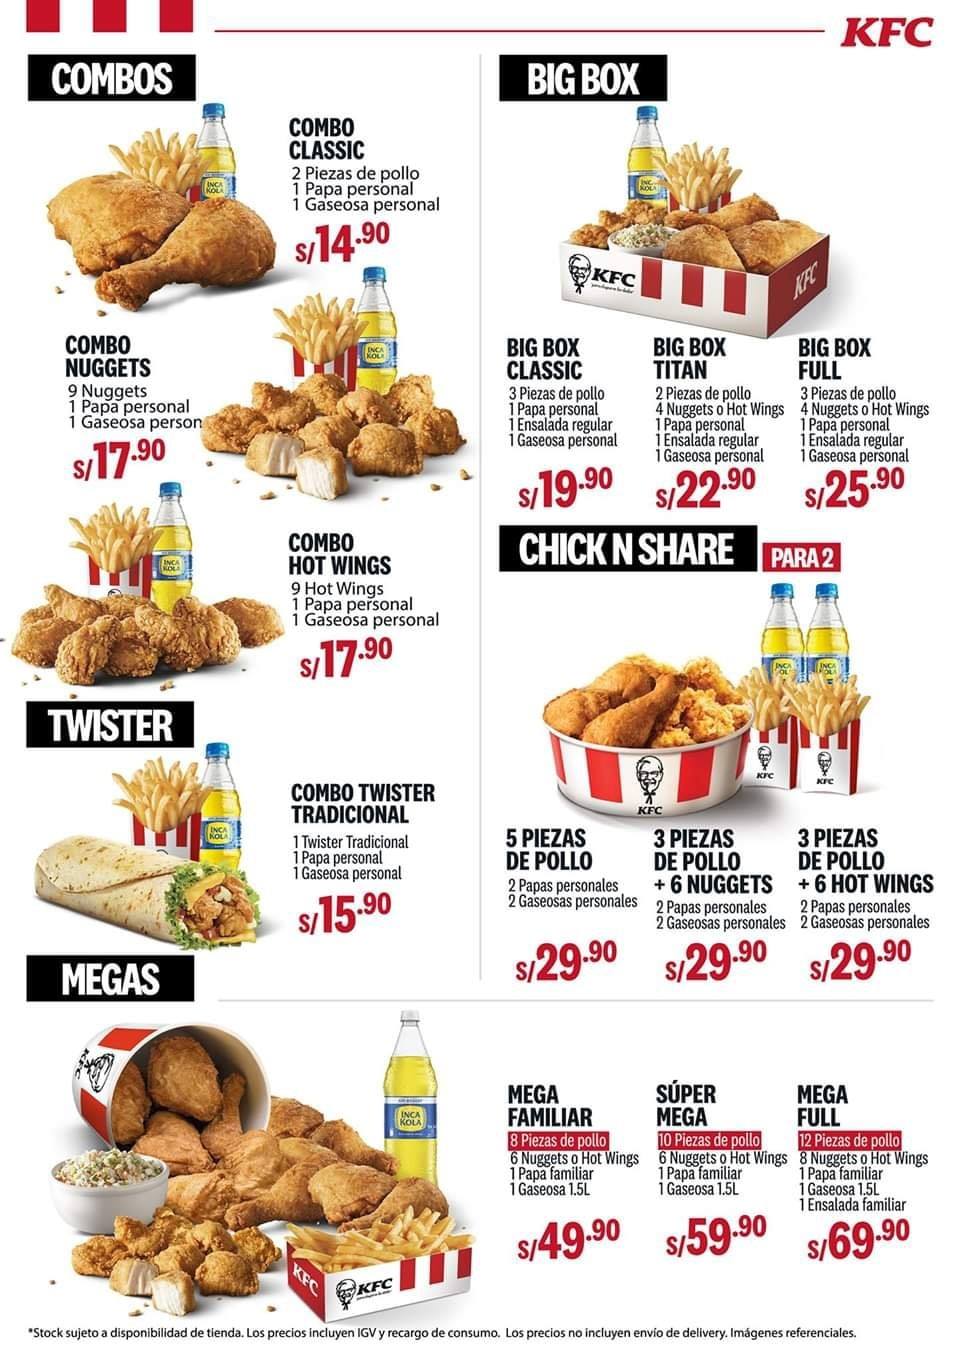 KFC
COMBOS
COMBO
CLASSIC
2 Piezas de pollo
1 Papa personal
1 Gaseosa personal
S/14.90
COMBO
NUGGETS
9 Nuggets
1 Papa personal
1 Gaseosa person
S/17.90
COMBO
HOT WINGS
9 Hot Wings
1 Papa personal
1 Gaseosa personal
S/17.90
TWISTER
COMBO TWISTER
TRADICIONAL
1 Twister Tradicional
1 Papa personal
1 Gaseosa personal
S/15.90
BIG BOX
KFC
KFC
BIG BOX
CLASSIC
3 Piezas de pollo
1 Papa personal
1 Ensalada regular
1 Gaseosa personal
S/19.90
BIG BOX
TITAN
2 Piezas de pollo
4 Nuggets o Hot Wings
1 Papa personal
1 Ensalada regular
1 Gaseosa personal
S/22.90
BIG BOX
FULL
3 Piezas de pollo
4 Nuggets o Hot Wings
1 Papa personal
1 Ensalada regular
1 Gaseosa personal
S/25.90
CHICK N SHARE PARA 2
INCA KOLA
INCA KOLA
KFC
KFC
KFC
5 PIEZAS
DE POLLO
2 Papas personales
2 Gaseosas personales
S/29.90
3 PIEZAS
DE POLLO
+ 6 NUGGETS
2 Papas personales
2 Gaseosas personales
S/29.90
3 PIEZAS
DE POLLO
+ 6 HOT WINGS
2 Papas personales
2 Gaseosas personales
S/29.90
MEGAS
KFC
INCA
KOLA
KFC
MEGA
FAMILIAR
8 Piezas de pollo
6 Nuggets o Hot Wings
1 Papa familiar
1 Gaseosa 1.5L
S/49.90
SÚPER
MEGA
10 Piezas de pollo
6 Nuggets o Hot Wings
1 Papa familiar
1 Gaseosa 1.5L
S/59.90
MEGA
FULL
12 Piezas de pollo
8 Nuggets o Hot Wings
1 Papa familiar
1 Gaseosa 1.5L
1 Ensalada familiar
S/69.90
*Stock sujeto a disponibilidad de tienda. Los precios incluyen IGV y recargo de consumo. Los precios no incluyen envío de delivery. Imágenes referenciales.